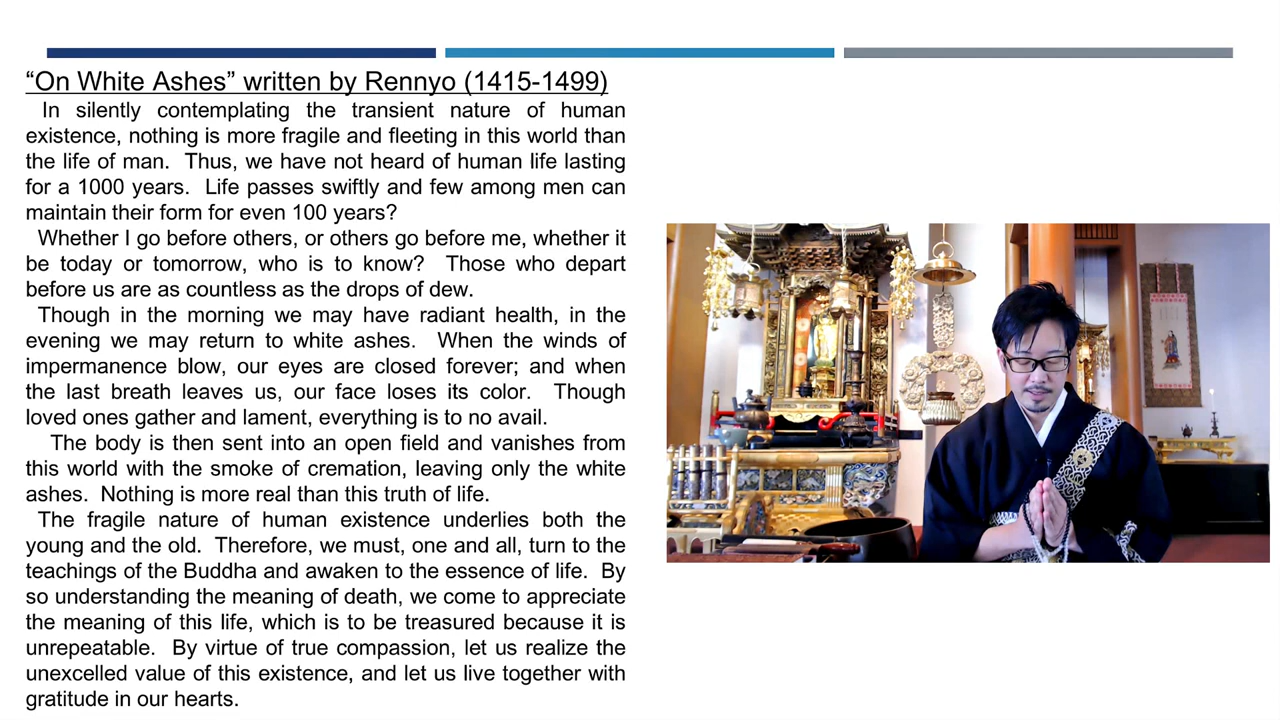 “On White Ashes” written by Rennyo (1415-1499)
In silently contemplating the transient nature of human
existence, nothing is more fragile and fleeting in this world than
the life of man. Thus, we have not heard of human life lasting
for a 1000 years. Life passes swiftly and few among men can
maintain their form for even 100 years?
Whether I go before others, or others go before me, whether it
be today or tomorrow, who is to know? Those who depart
before us are as countless as the drops of dew.
Though in the morning we may have radiant health, in the
evening we may return to white ashes. When the winds of
impermanence blow, our eyes are closed forever; and when
the last breath leaves us, our face loses its color. Though
loved ones gather and lament, everything is to no avail.
The body is then sent into an open field and vanishes from
this world with the smoke of cremation, leaving only the white
ashes. Nothing is more real than this truth of life.
The fragile nature of human existence underlies both the
young and the old. Therefore, we must, one and all, turn to the
teachings of the Buddha and awaken to the essence of life. By
so understanding the meaning of death, we come to appreciate
the meaning of this life, which is to be treasured because it is
unrepeatable. By virtue of true compassion, let us realize the
unexcelled value of this existence, and let us live together with
gratitude in our hearts.